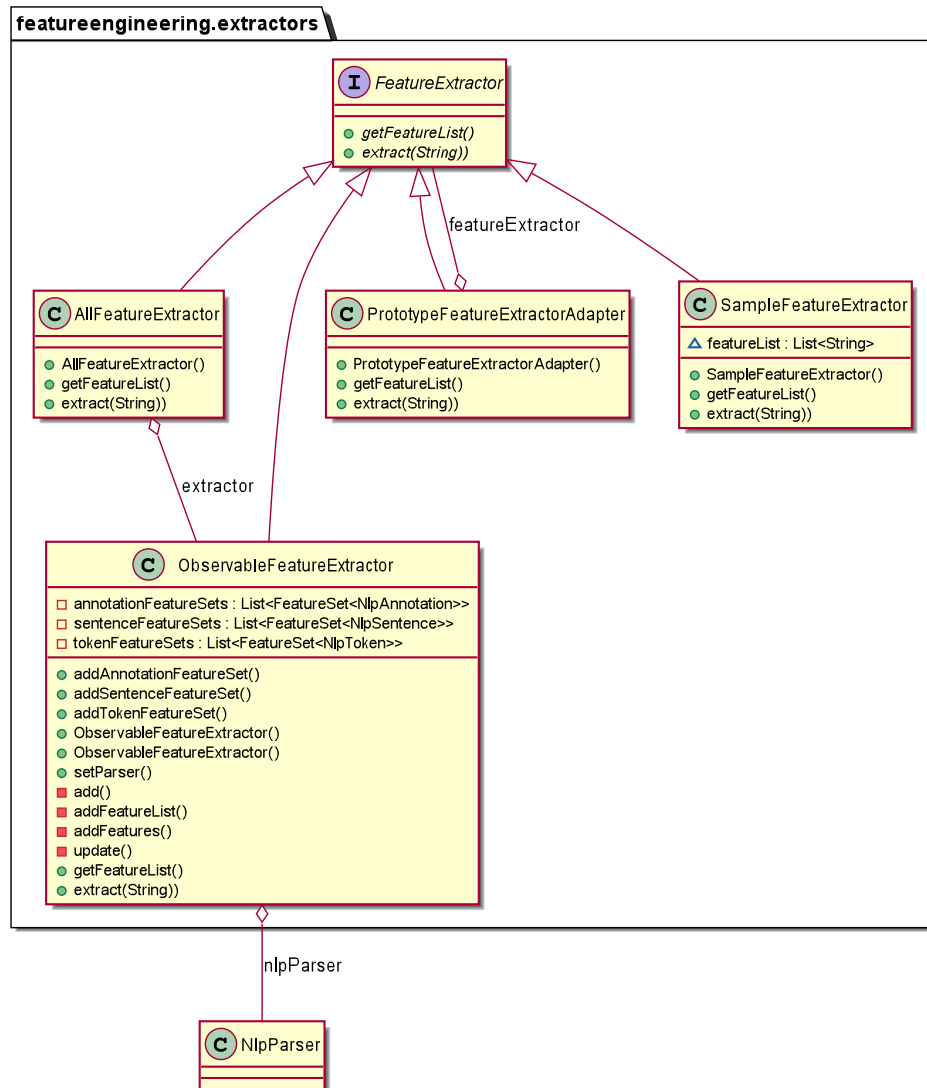 featureengineering.extractors
I FeatureExtractor
getFeatureList()
extract(String))
featureExtractor
C AllFeatureExtractor
AllFeatureExtractor()
getFeatureList()
extract(String))
C PrototypeFeatureExtractorAdapter
PrototypeFeatureExtractorAdapter()
getFeatureList()
extract(String))
C SampleFeatureExtractor
featureList : List<String>
SampleFeatureExtractor()
getFeatureList()
extract(String))
extractor
C ObservableFeatureExtractor
annotationFeatureSets : List<FeatureSet<NlpAnnotation>>
sentenceFeatureSets : List<FeatureSet<NlpSentence>>
tokenFeatureSets : List<FeatureSet<NlpToken>>
addAnnotationFeatureSet()
addSentenceFeatureSet()
addTokenFeatureSet()
ObservableFeatureExtractor()
ObservableFeatureExtractor()
setParser()
add()
addFeatureList()
addFeatures()
update()
getFeatureList()
extract(String))
nlpParser
C NlpParser